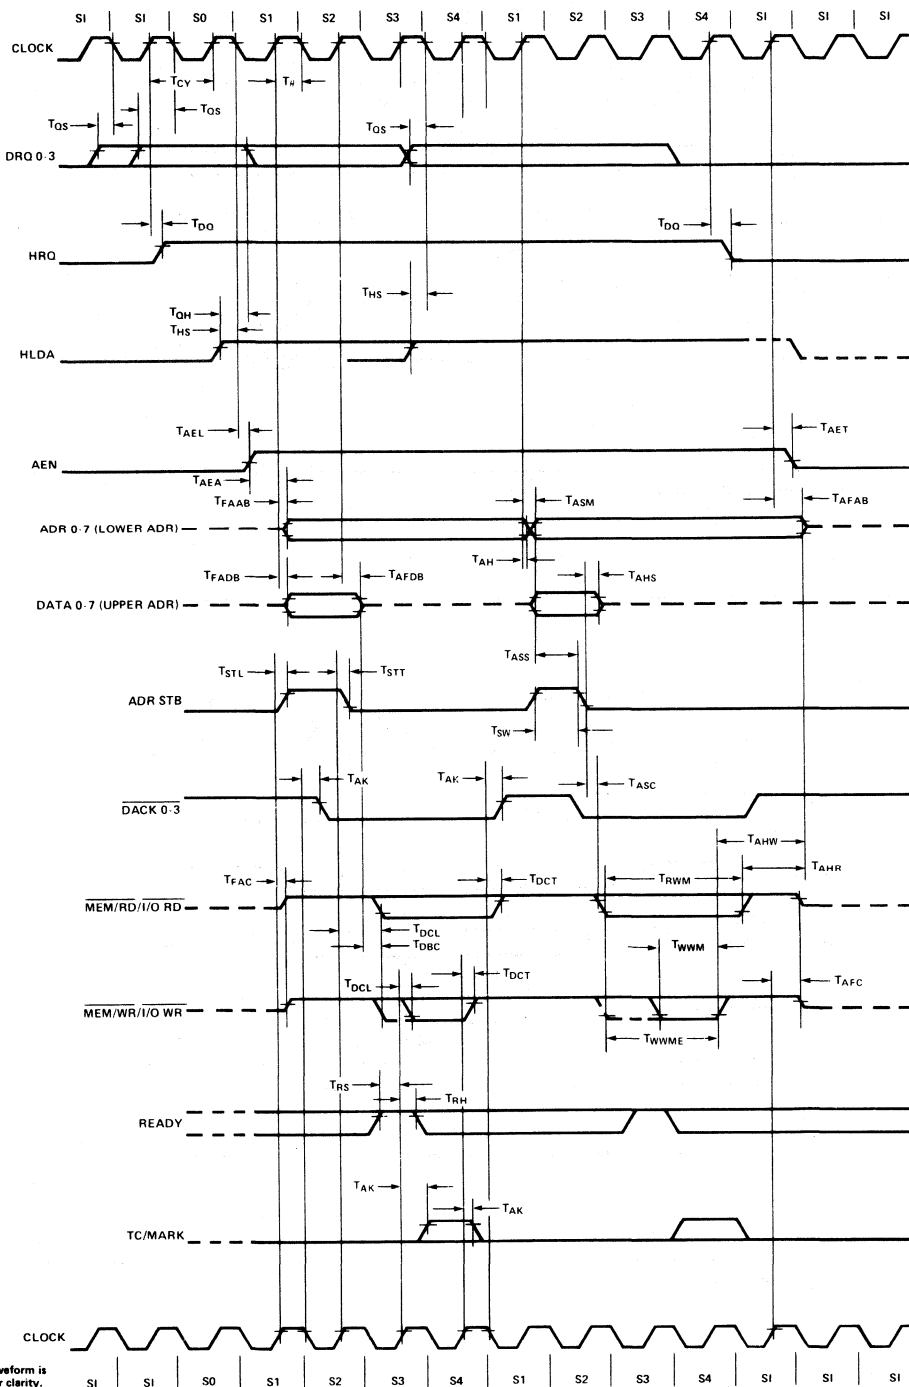 SI SI S0 S1 S2 S3 S4 S1 S2 S3 S4 SI SI SI
CLOCK
TCY Tθ
TQS TQS TQS
DRQ 0-3
TDQ TDQ
HRQ
THS
TQH
THS
HLDA
TAEL TAET
AEN
TAEA
TFAAB TASM TAFAB
ADR 0-7 (LOWER ADR)
TAH
TFADB TAFDB TAHS
DATA 0-7 (UPPER ADR)
TASS
TSTL TSTT
ADR STB
TSW
TAK TAK TASC
DACK 0-3
TAHW
TFAC TDCT TRWM TAHR
MEM/RD/I/O RD
TDCL
TDBC TWWM
TDCL TDCT TAFC
MEM/WR/I/O WR
TWWME
TRS
TRH
READY
TAK
TAK
TC/MARK
CLOCK
veform is
r clarity.
SI SI S0 S1 S2 S3 S4 S1 S2 S3 S4 SI SI SI